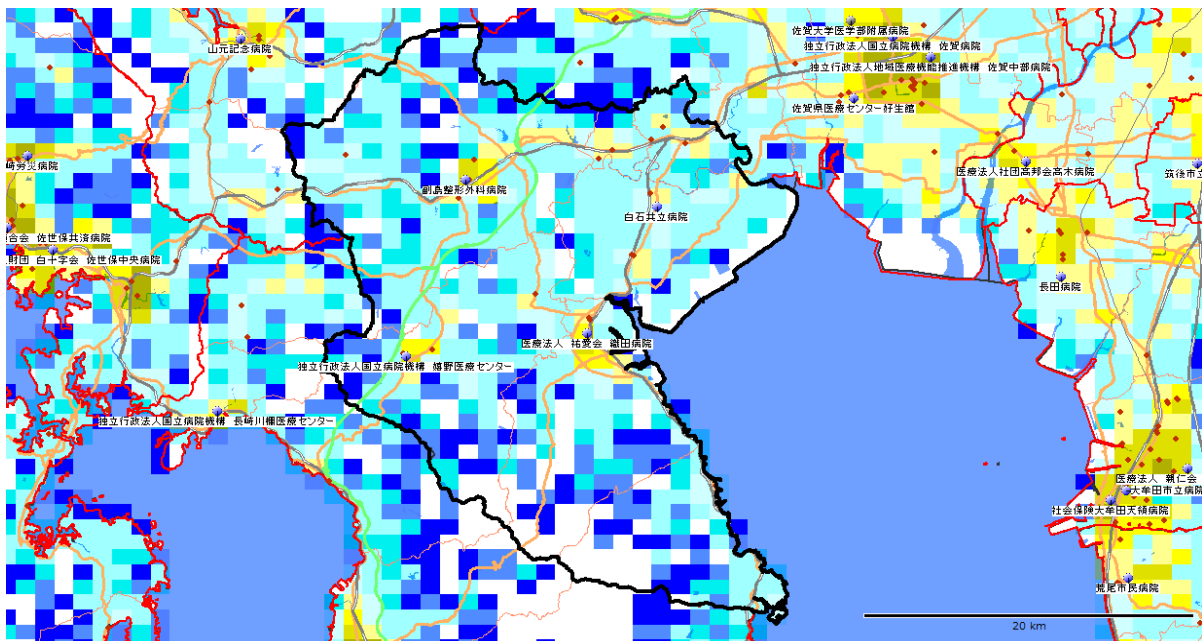 佐賀大学医学部附属病院
山元記念病院
独立行政法人国立病院機構 佐賀病院
独立行政法人地域医療機能推進機構 佐賀中部病院
佐賀県医療センター好生館
崎労災病院
医療法人社団高邦会高木病院
筑後市立
副島整形外科病院
白石共立病院
合会 佐世保共済病院
財団 白十字会 佐世保中央病院
長田病院
医療法人 祐愛会 織田病院
独立行政法人国立病院機構 嬉野医療センター
独立行政法人国立病院機構 長崎川棚医療センター
医療法人 親仁会
大牟田市立病院
社会保険大牟田天領病院
荒尾市民病院
20 km